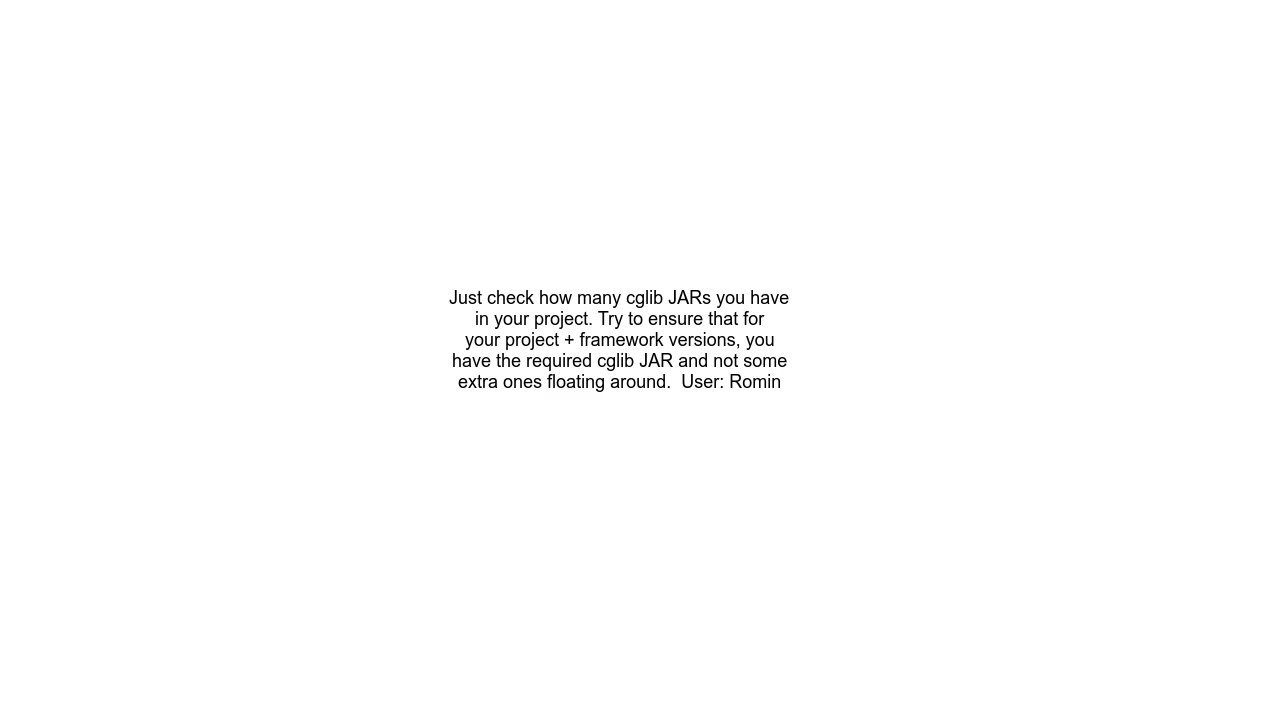 Just check how many cglib JARs you have
in your project. Try to ensure that for
your project + framework versions, you
have the required cglib JAR and not some
extra ones floating around.  User: Romin